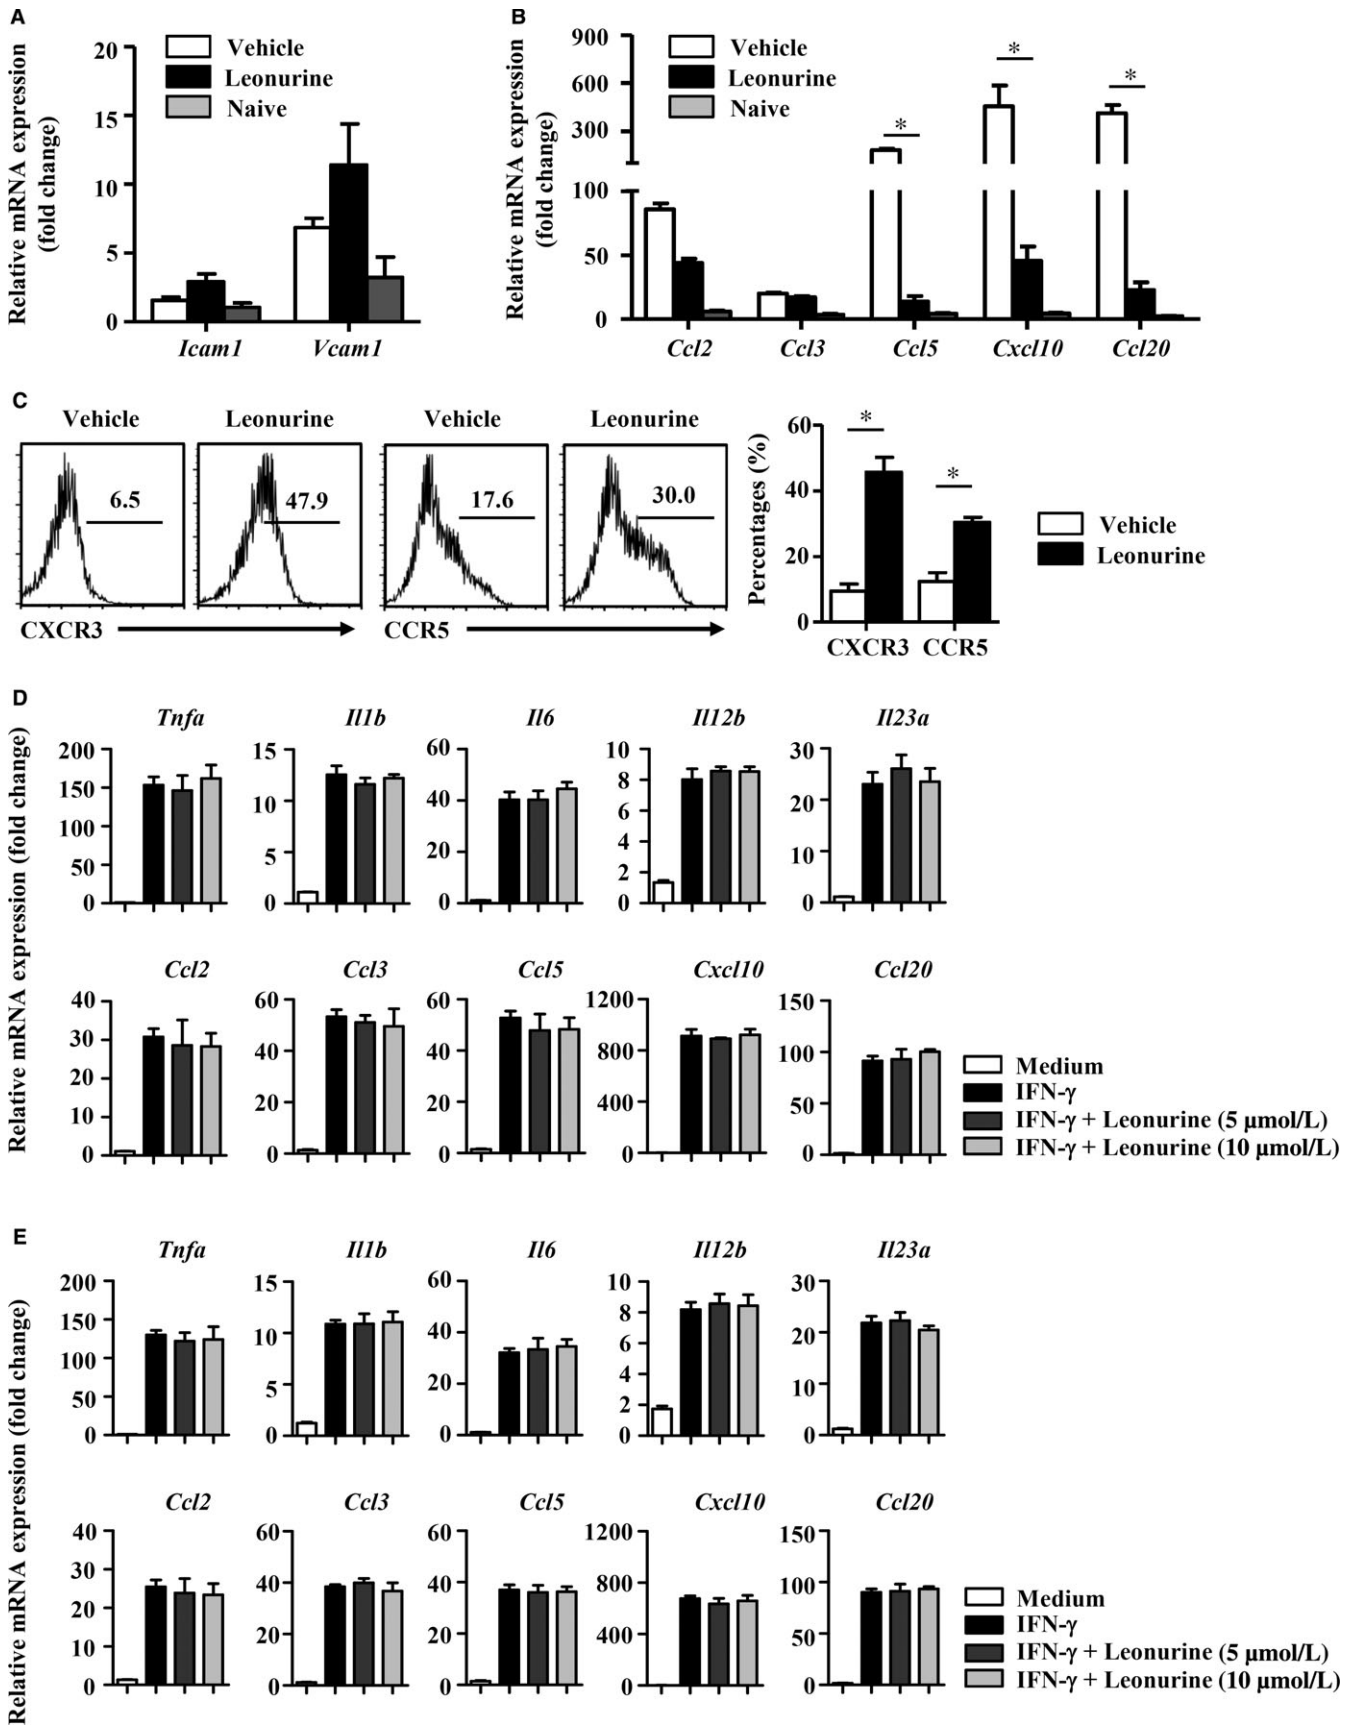 A
Relative mRNA expression
(fold change)
20
15
10
5
0
Vehicle
Leonurine
Naive
Icam1 Vcam1
B
Relative mRNA expression
(fold change)
900
600
300
100
50
0
Vehicle
Leonurine
Naive
* * *
Ccl2 Ccl3 Ccl5 Cxcl10 Ccl20
C
Vehicle Leonurine Vehicle Leonurine
6.5 47.9 17.6 30.0
CXCR3 CCR5
Percentages (%)
60
40
20
0
* *
CXCR3 CCR5
Vehicle
Leonurine
D
Relative mRNA expression (fold change)
Tnfa Il1b Il6 Il12b Il23a
200
150
100
50
0
15
10
5
0
60
40
20
0
10
8
6
4
2
0
30
20
10
0
Ccl2 Ccl3 Ccl5 Cxcl10 Ccl20
40
30
20
10
0
60
40
20
0
60
40
20
0
1200
800
400
0
150
100
50
0
Medium
IFN-γ
IFN-γ + Leonurine (5 μmol/L)
IFN-γ + Leonurine (10 μmol/L)
E
Relative mRNA expression (fold change)
Tnfa Il1b Il6 Il12b Il23a
200
150
100
50
0
15
10
5
0
60
40
20
0
10
8
6
4
2
0
30
20
10
0
Ccl2 Ccl3 Ccl5 Cxcl10 Ccl20
40
30
20
10
0
60
40
20
0
60
40
20
0
1200
800
400
0
150
100
50
0
Medium
IFN-γ
IFN-γ + Leonurine (5 μmol/L)
IFN-γ + Leonurine (10 μmol/L)